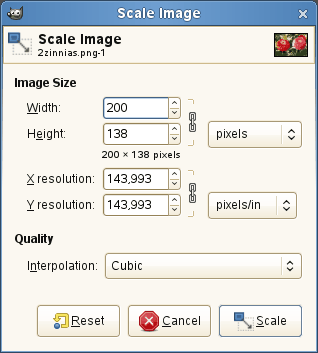 Scale Image
Scale Image
2zinnias.png-1
Image Size
Width: 200
Height: 138 pixels
200 × 138 pixels
X resolution: 143,993
Y resolution: 143,993 pixels/in
Quality
Interpolation: Cubic
Reset Cancel Scale